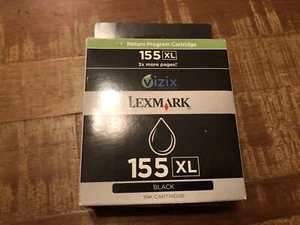 Return Program Cartridge
155 XL
3x more pages!
Vizix
LEXMARK
155 XL
BLACK
INK CARTRIDGE